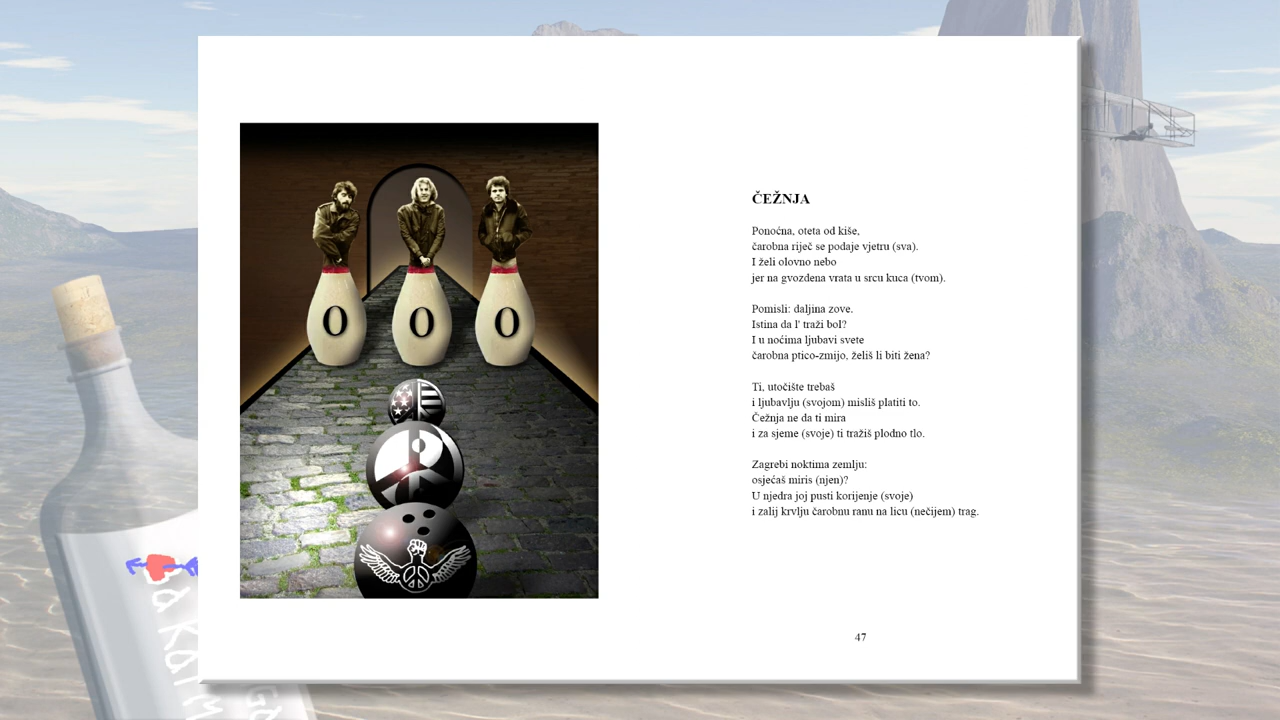 O O O
ČEŽNJA
Ponoćna, oteta od kiše,
čarobna riječ se podaje vjetru (sva).
I želi olovno nebo
jer na gvozdena vrata u srcu kuca (tvom).
Pomisli: daljina zove.
Istina da l' traži bol?
I u noćima ljubavi svete
čarobna ptico-zmijo, želiš li biti žena?
Ti, utočište trebaš
i ljubavlju (svojom) misliš platiti to.
Čežnja ne da ti mira
i za sjeme (svoje) ti tražiš plodno tlo.
Zagrebi noktima zemlju:
osjećaš miris (njen)?
U njedra joj pusti korijenje (svoje)
i zalij krvlju čarobnu ranu na licu (nečijem) trag.
47